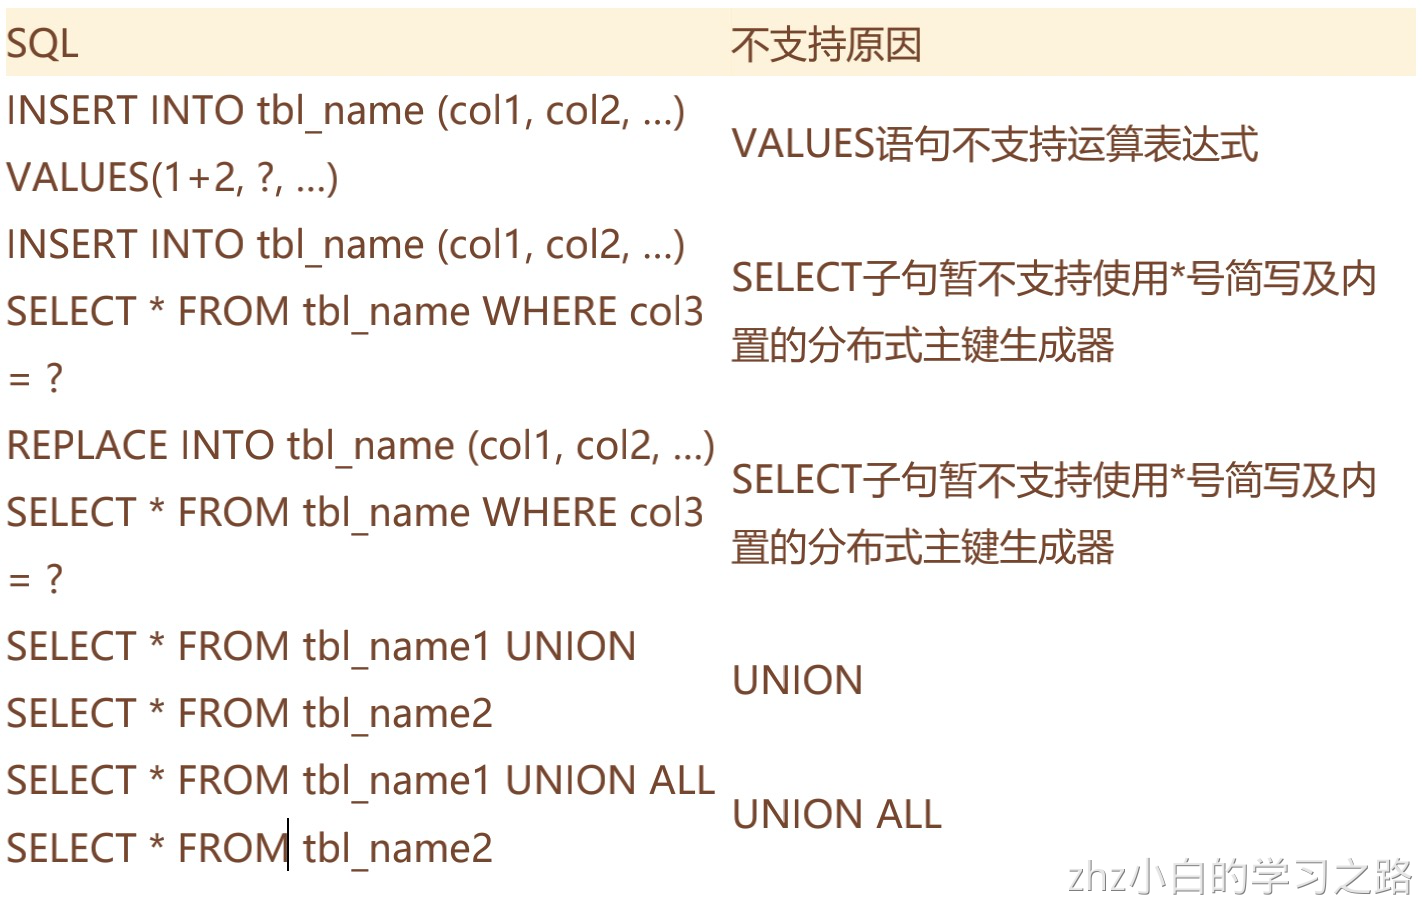 SQL
不支持原因
INSERT INTO tbl_name (col1, col2, …)
VALUES(1+2, ?, …)
VALUES语句不支持运算表达式
INSERT INTO tbl_name (col1, col2, …)
SELECT * FROM tbl_name WHERE col3
= ?
SELECT子句暂不支持使用*号简写及内
置的分布式主键生成器
REPLACE INTO tbl_name (col1, col2, …)
SELECT * FROM tbl_name WHERE col3
= ?
SELECT子句暂不支持使用*号简写及内
置的分布式主键生成器
SELECT * FROM tbl_name1 UNION
SELECT * FROM tbl_name2
UNION
SELECT * FROM tbl_name1 UNION ALL
SELECT * FROM tbl_name2
UNION ALL
zhz小白的学习之路